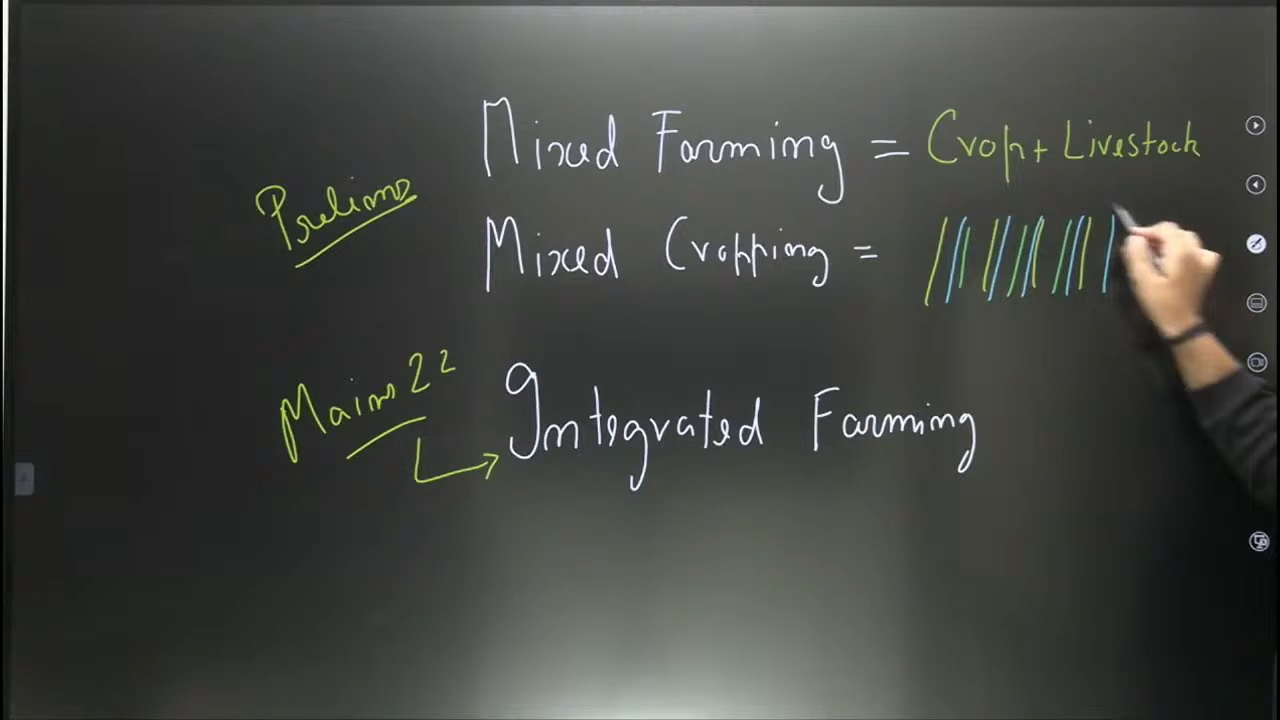 Mixed Farming = Crop + Livestock
Prelims
Mixed Cropping =
Mains 22
Integrated Farming